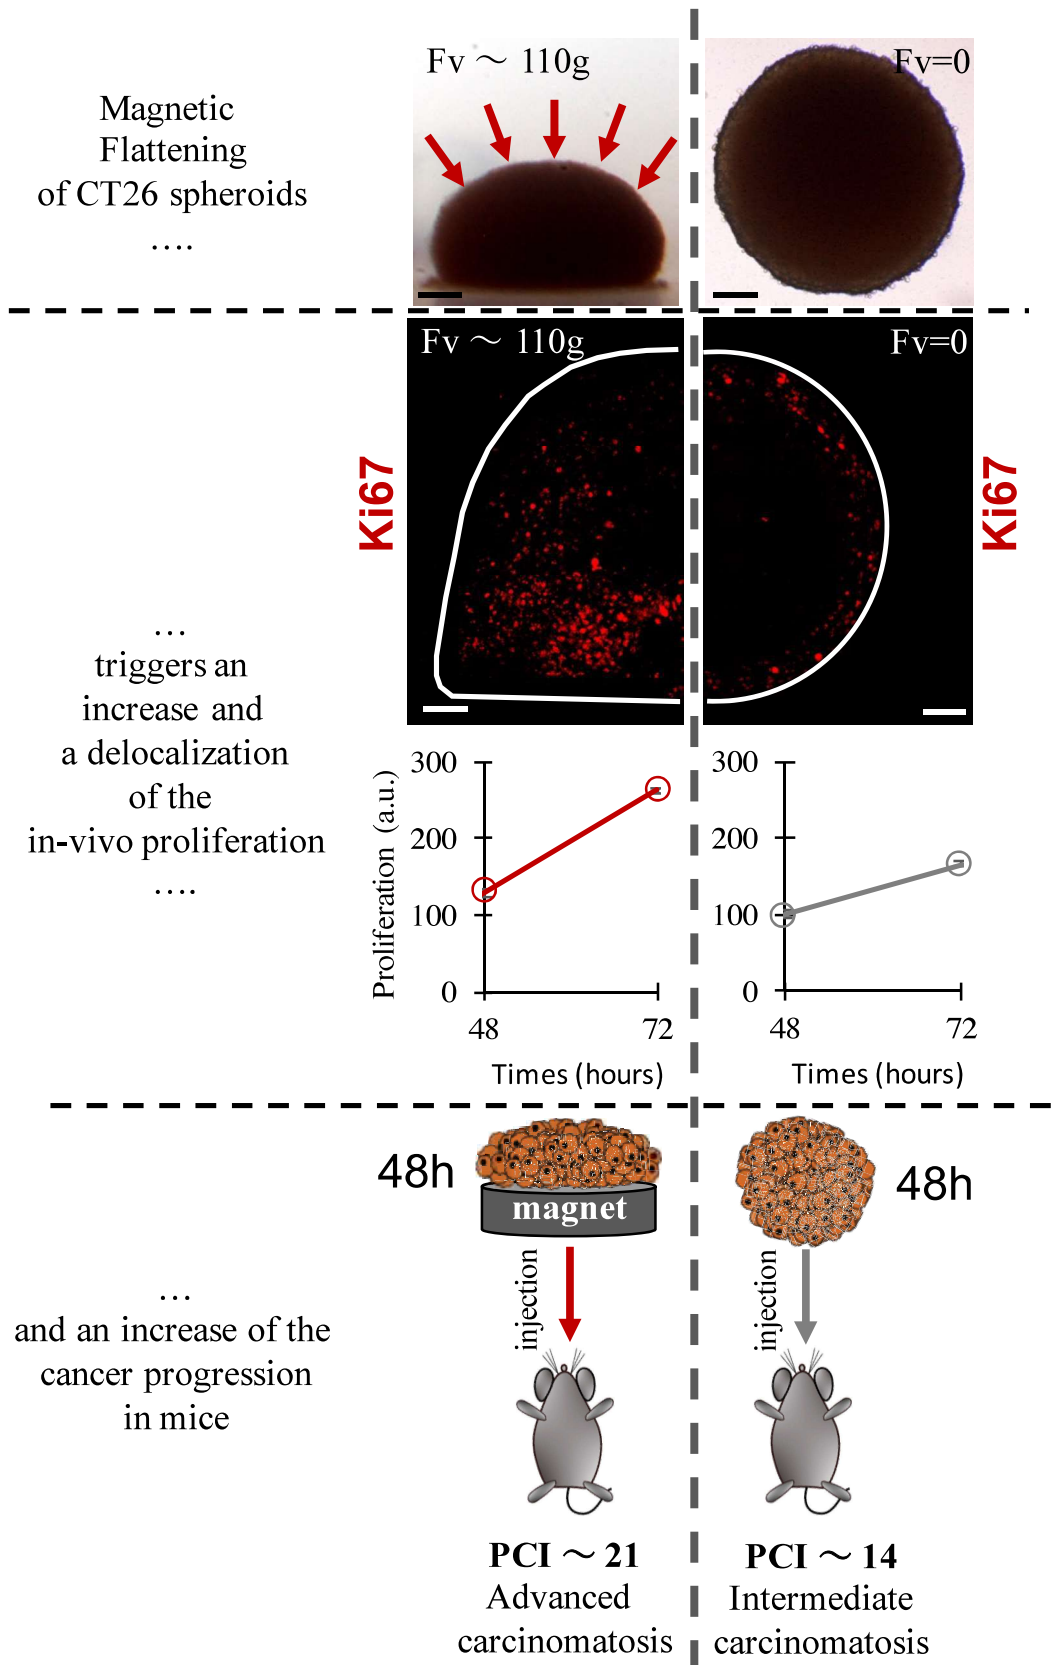 Magnetic
Flattening
of CT26 spheroids
….
Fv ∼ 110g
Fv=0
Fv ∼ 110g
Fv=0
Ki67
Ki67
…
triggers an
increase and
a delocalization
of the
in-vivo proliferation
….
Proliferation (a.u.)
300
200
100
0
48
72
Times (hours)
300
200
100
0
48
72
Times (hours)
…
and an increase of the
cancer progression
in mice
48h
magnet
injection
48h
injection
PCI ∼ 21
Advanced
carcinomatosis
PCI ∼ 14
Intermediate
carcinomatosis